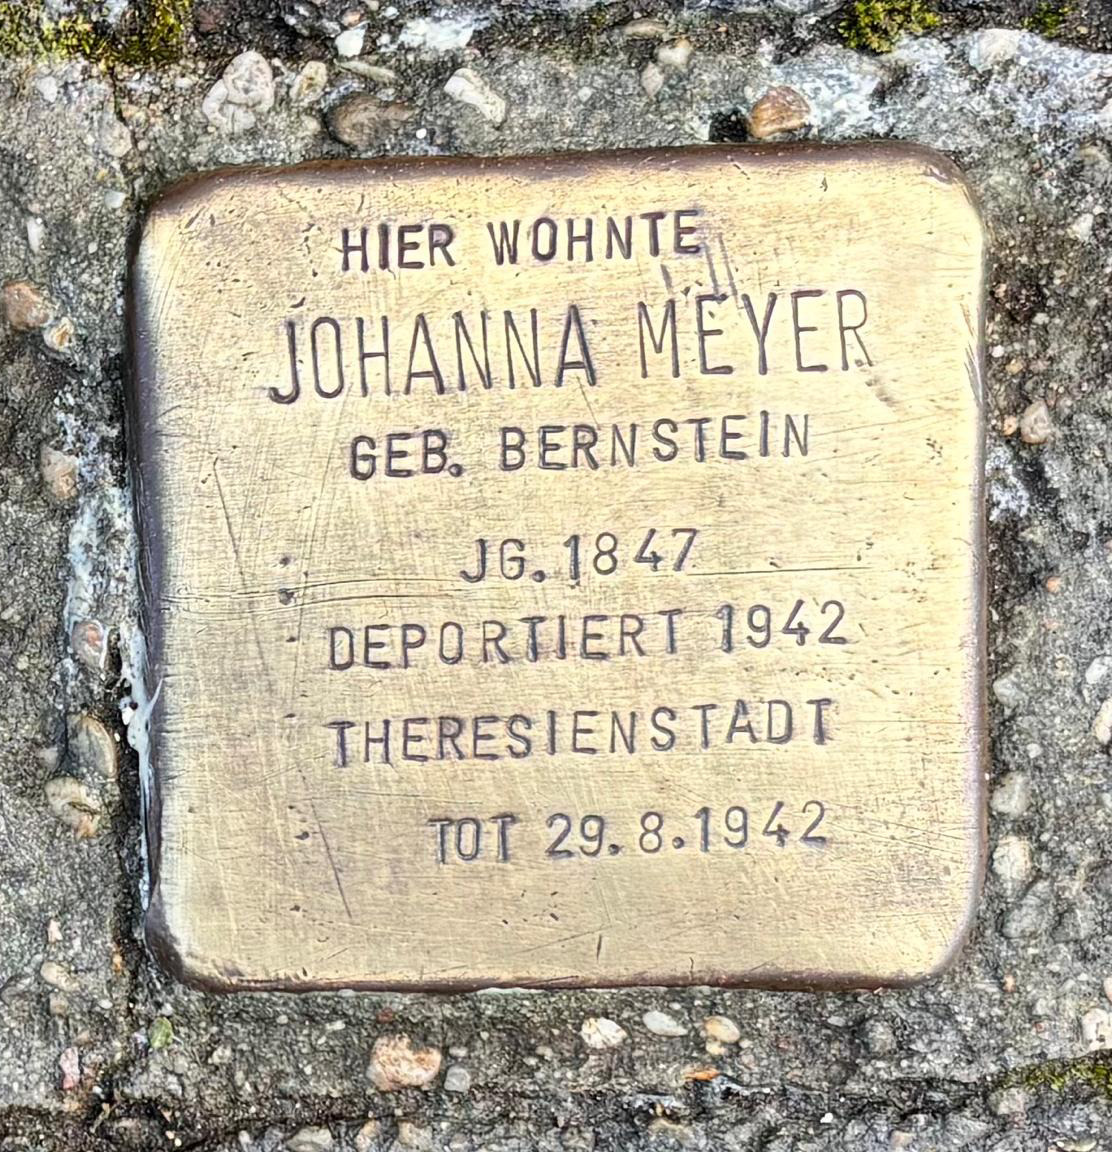 HIER WOHNTE
JOHANNA MEYER
GEB. BERNSTEIN
JG. 1847
DEPORTIERT 1942
THERESIENSTADT
TOT 29.8.1942